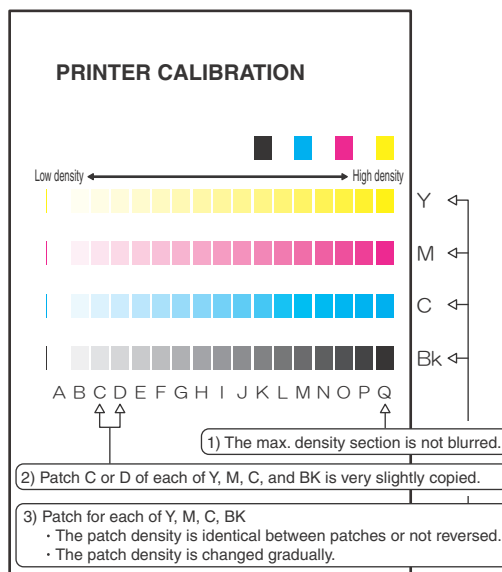 PRINTER CALIBRATION
Low density High density
Y
M
C
Bk
A B C D E F G H I J K L M N O P Q
1) The max. density section is not blurred.
2) Patch C or D of each of Y, M, C, and BK is very slightly copied.
3) Patch for each of Y, M, C, BK
· The patch density is identical between patches or not reversed.
· The patch density is changed gradually.